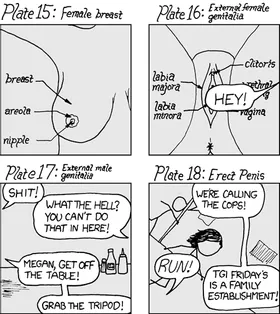 Plate 15: Female breast
breast
areola
nipple
Plate 16: External female
genitalia
clitoris
labia
majora
labia
minora
HEY!
vagina
Plate 17: External male
genitalia
SHIT!
WHAT THE HELL?
YOU CAN'T DO
THAT IN HERE!
MEGAN, GET OFF
THE TABLE!
GRAB THE TRIPOD!
Plate 18: Erect Penis
WE'RE CALLING
THE COPS!
RUN!
TGI FRIDAY'S
IS A FAMILY
ESTABLISHMENT!